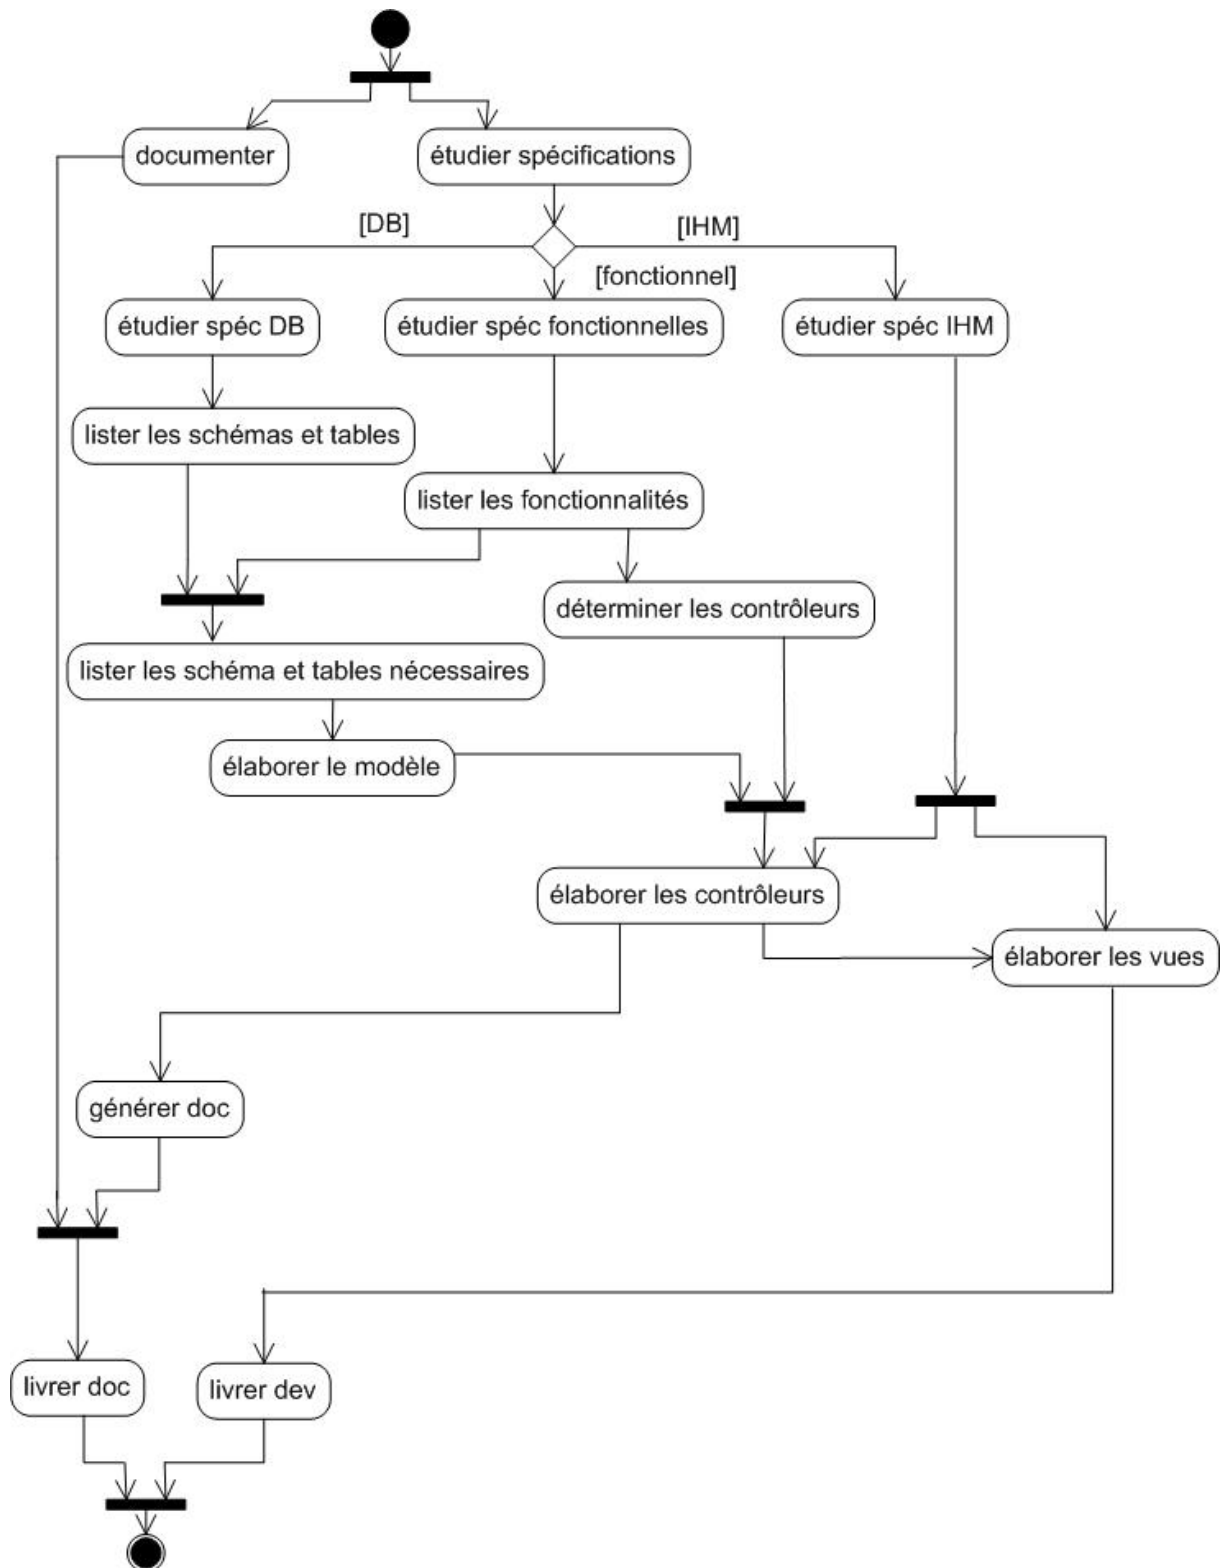 documenter
étudier spécifications
[DB]
[IHM]
[fonctionnel]
étudier spéc DB
étudier spéc fonctionnelles
étudier spéc IHM
lister les schémas et tables
lister les fonctionnalités
déterminer les contrôleurs
lister les schéma et tables nécessaires
élaborer le modèle
élaborer les contrôleurs
élaborer les vues
générer doc
livrer doc
livrer dev